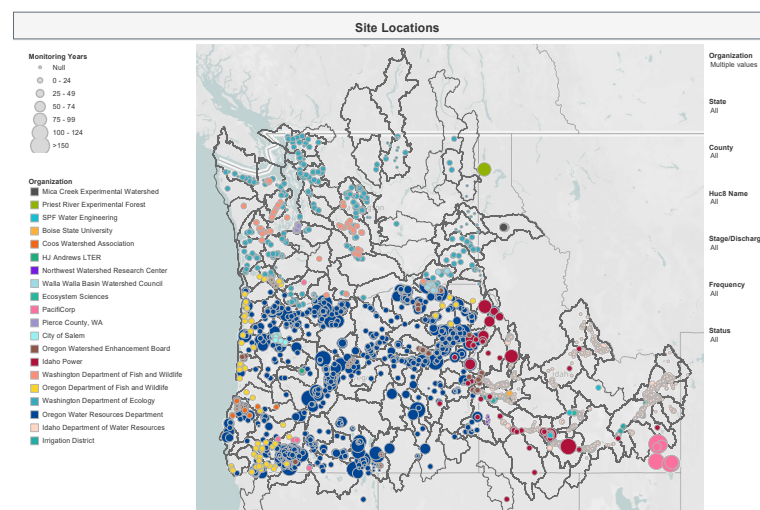 Site Locations
Monitoring Years
Null
0 - 24
25 - 49
50 - 74
75 - 99
100 - 124
>150
Organization
Mica Creek Experimental Watershed
Priest River Experimental Forest
SPF Water Engineering
Boise State University
Coos Watershed Association
HJ Andrews LTER
Northwest Watershed Research Center
Walla Walla Basin Watershed Council
Ecosystem Sciences
PacifiCorp
Pierce County, WA
City of Salem
Oregon Watershed Enhancement Board
Idaho Power
Washington Department of Fish and Wildlife
Oregon Department of Fish and Wildlife
Washington Department of Ecology
Oregon Water Resources Department
Idaho Department of Water Resources
Irrigation District
Idaho
Organization
Multiple values
State
All
County
All
Huc8 Name
All
Stage/Discharg
All
Frequency
All
Status
All